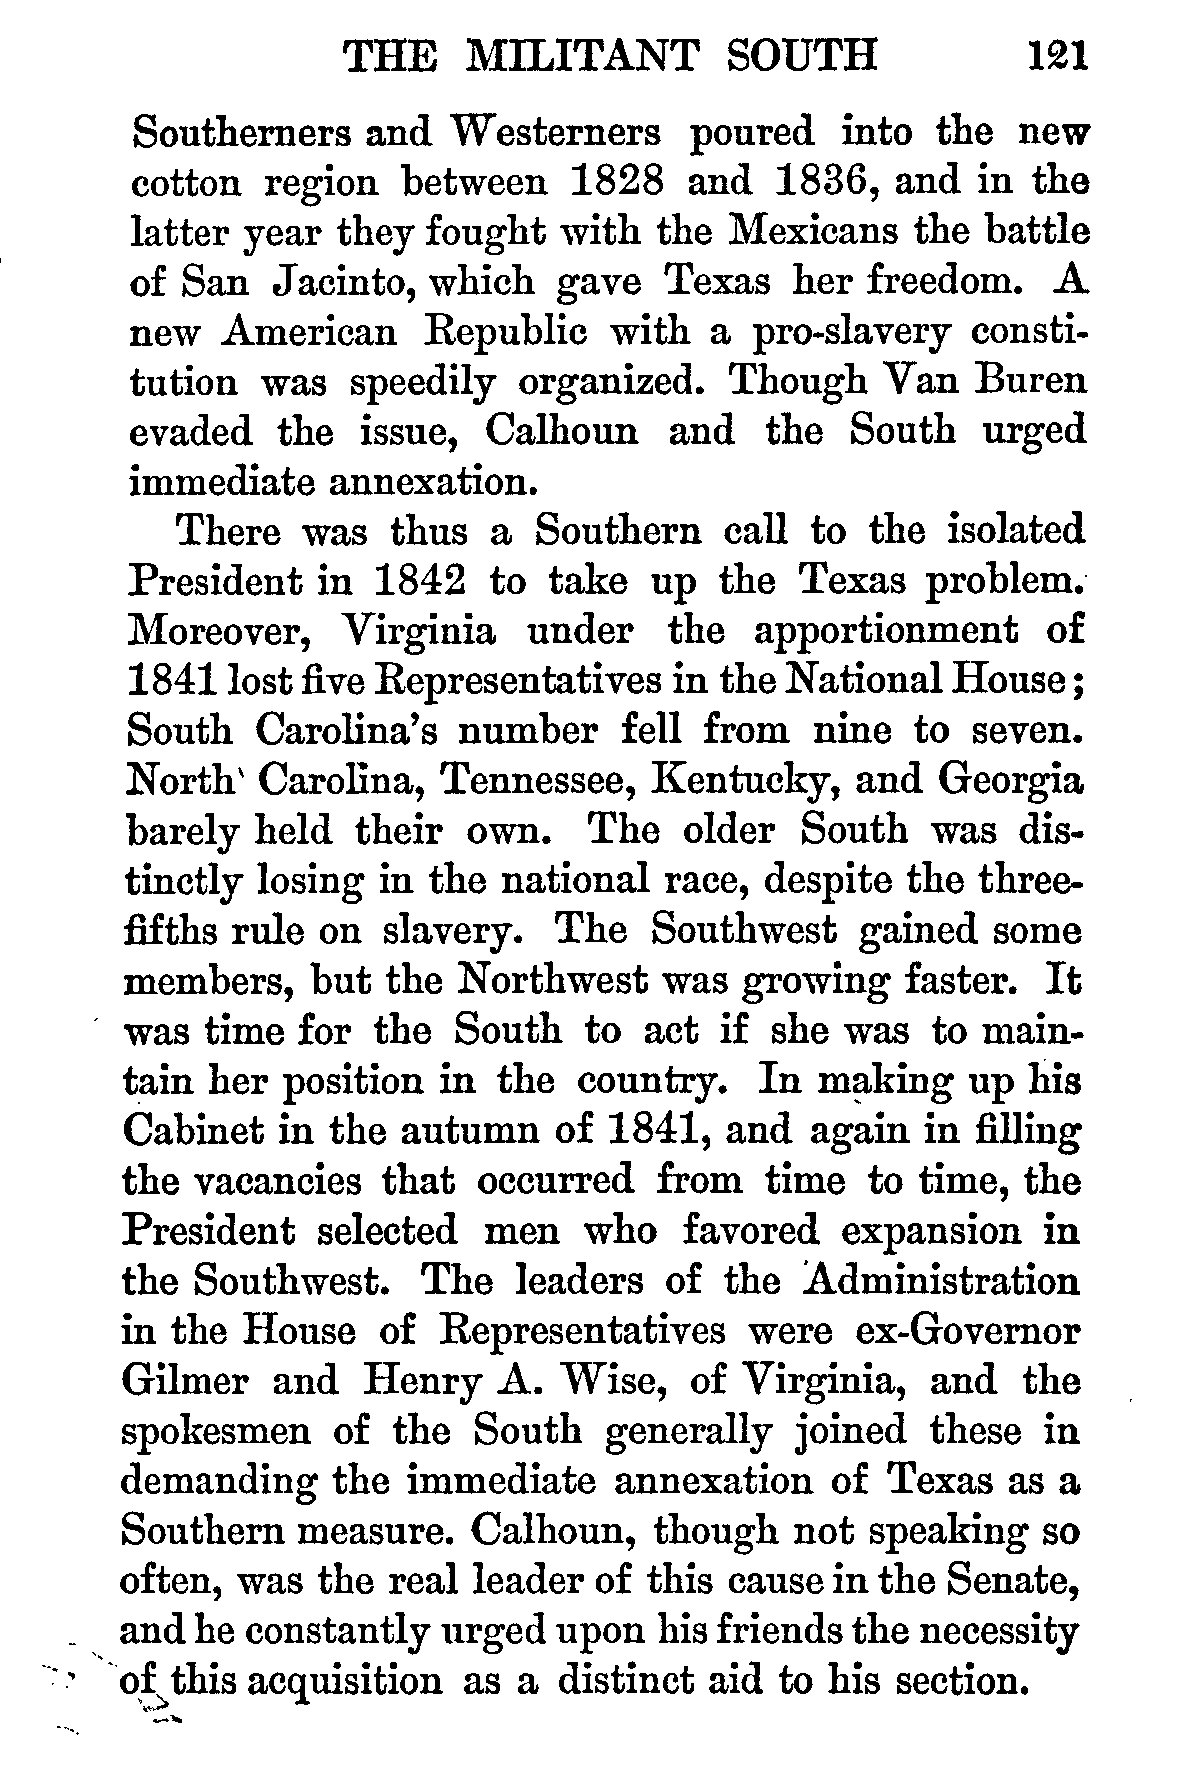 THE MILITANT SOUTH 121
Southerners and Westerners poured into the new
cotton region between 1828 and 1836, and in the
latter year they fought with the Mexicans the battle
of San Jacinto, which gave Texas her freedom. A
new American Republic with a pro-slavery consti-
tution was speedily organized. Though Van Buren
evaded the issue, Calhoun and the South urged
immediate annexation.
There was thus a Southern call to the isolated
President in 1842 to take up the Texas problem.
Moreover, Virginia under the apportionment of
1841 lost five Representatives in the National House;
South Carolina's number fell from nine to seven.
North Carolina, Tennessee, Kentucky, and Georgia
barely held their own. The older South was dis-
tinctly losing in the national race, despite the three-
fifths rule on slavery. The Southwest gained some
members, but the Northwest was growing faster. It
was time for the South to act if she was to main-
tain her position in the country. In making up his
Cabinet in the autumn of 1841, and again in filling
the vacancies that occurred from time to time, the
President selected men who favored expansion in
the Southwest. The leaders of the Administration
in the House of Representatives were ex-Governor
Gilmer and Henry A. Wise, of Virginia, and the
spokesmen of the South generally joined these in
demanding the immediate annexation of Texas as a
Southern measure. Calhoun, though not speaking so
often, was the real leader of this cause in the Senate,
and he constantly urged upon his friends the necessity
of this acquisition as a distinct aid to his section.